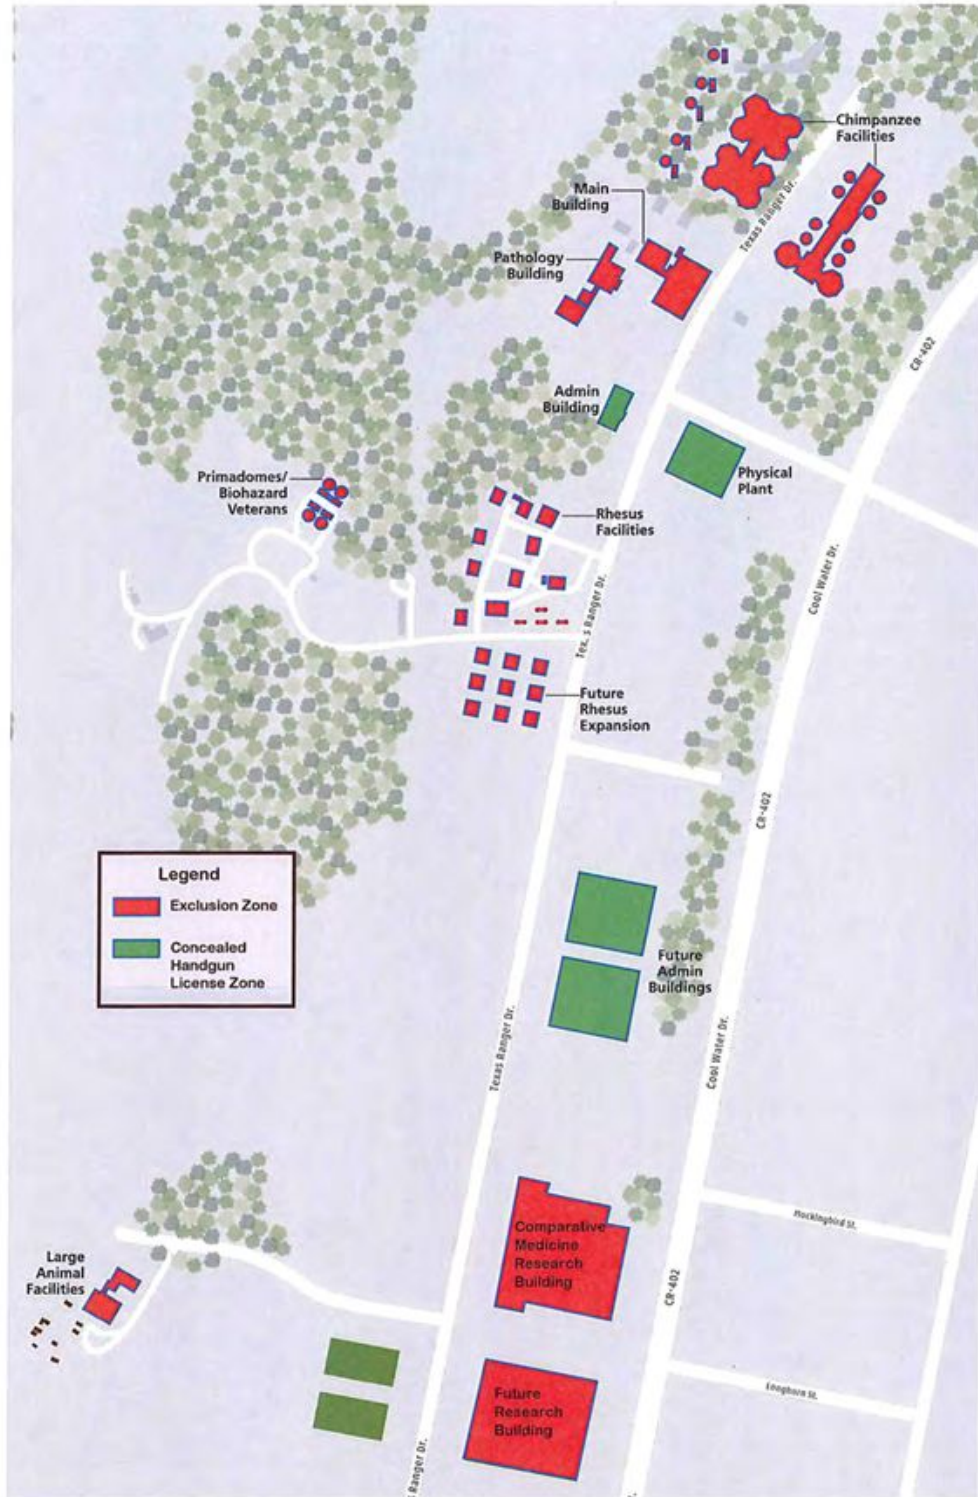 Chimpanzee
Facilities
Main
Building
Texas Ranger Dr.
Pathology
Building
CR-402
Admin
Building
Physical
Plant
Primadomes/
Biohazard
Veterans
Rhesus
Facilities
Cool Water Dr.
Texas Ranger Dr.
Future
Rhesus
Expansion
CR-402
Legend
Exclusion Zone
Concealed
Handgun
License Zone
Future
Admin
Buildings
Texas Ranger Dr.
Cool Water Dr.
Mockingbird St.
Comparative
Medicine
Research
Building
Large
Animal
Facilities
CR-402
Longhorn St.
Future
Research
Building
s Ranger Dr.